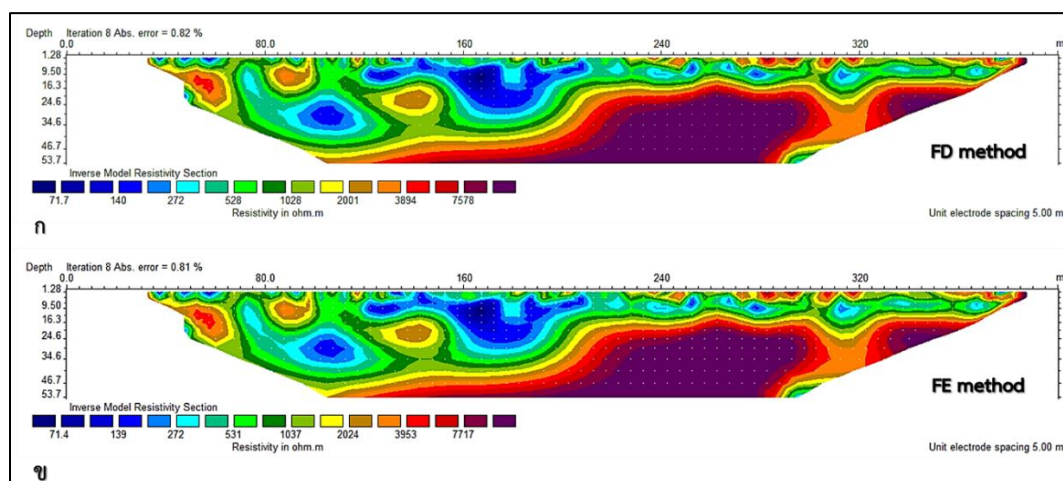 Depth Iteration 8 Abs. error = 0.82 %
0.0 80.0 160 240 320 m
1.28
9.50
16.3
24.6
34.6
46.7
53.7
FD method
Inverse Model Resistivity Section
71.7 140 272 528 1028 2001 3894 7578
Resistivity in ohm.m Unit electrode spacing 5.00 m
ก
Depth Iteration 8 Abs. error = 0.81 %
0.0 80.0 160 240 320 m
1.28
9.50
16.3
24.6
34.6
46.7
53.7
FE method
Inverse Model Resistivity Section
71.4 139 272 531 1037 2024 3953 7717
Resistivity in ohm.m Unit electrode spacing 5.00 m
ข